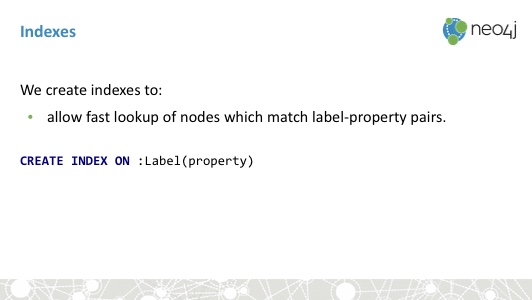 Indexes
neo4j
We create indexes to:
• allow fast lookup of nodes which match label-property pairs.
CREATE INDEX ON :Label(property)